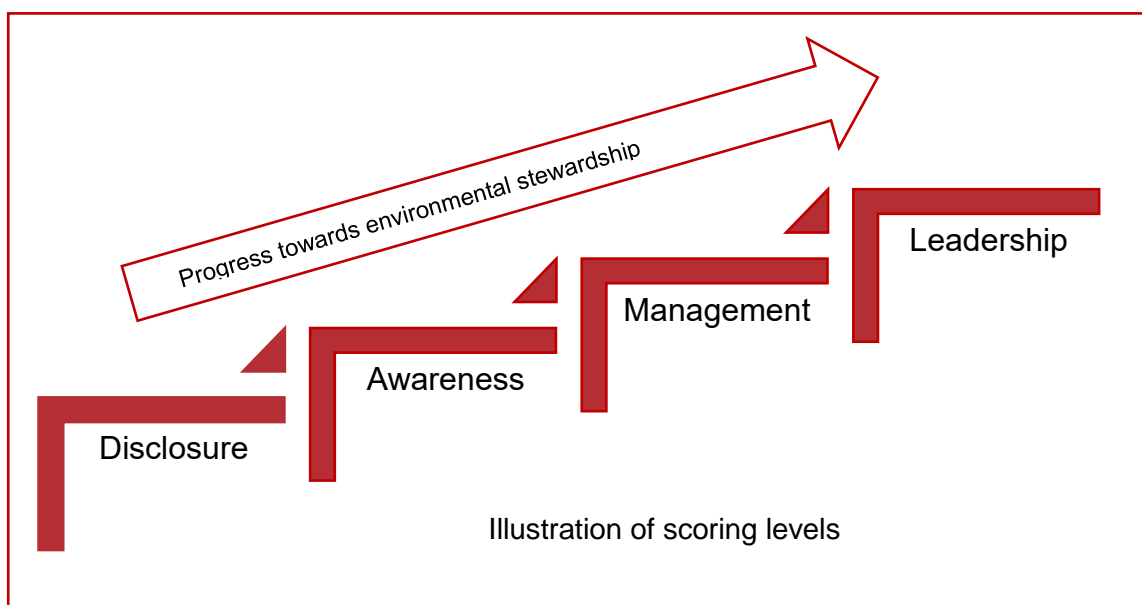 Progress towards environmental stewardship
Leadership
Management
Awareness
Disclosure
Illustration of scoring levels